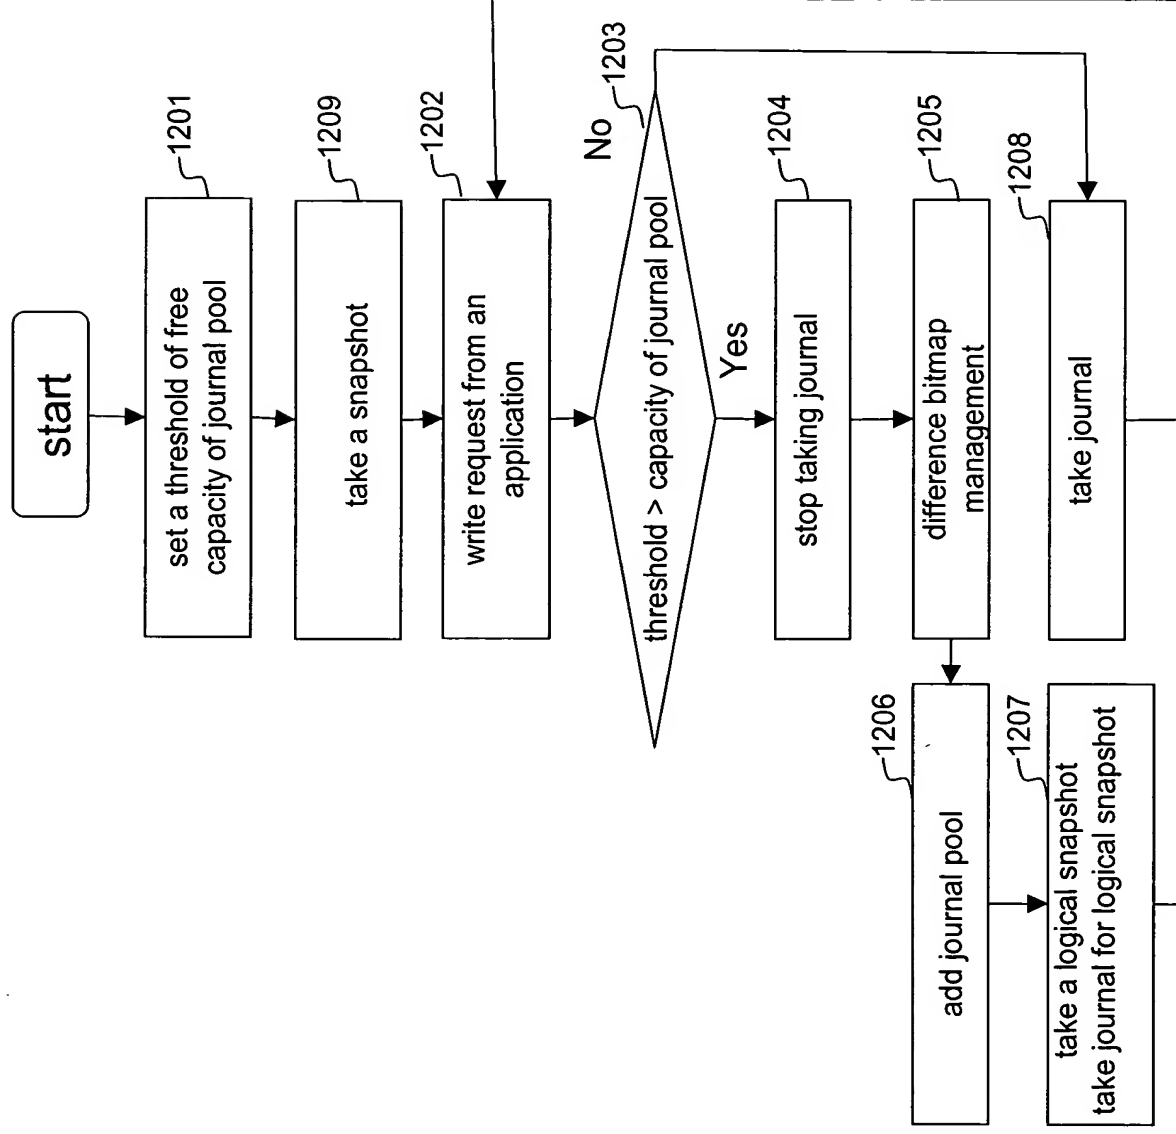 start
1201
set a threshold of free
capacity of journal pool
1209
take a snapshot
1202
write request from an
application
1203
No
threshold > capacity of journal pool
Yes
1204
stop taking journal
1205
difference bitmap
management
1206
add journal pool
1207
take a logical snapshot
take journal for logical snapshot
1208
take journal